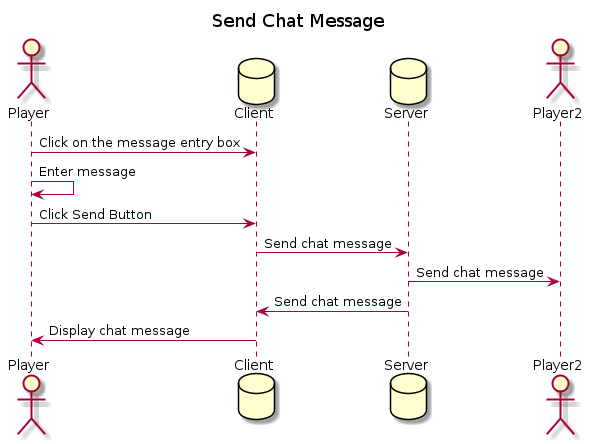 Send Chat Message
Player
Client
Server
Player2
Click on the message entry box
Enter message
Click Send Button
Send chat message
Send chat message
Send chat message
Display chat message
Player
Client
Server
Player2